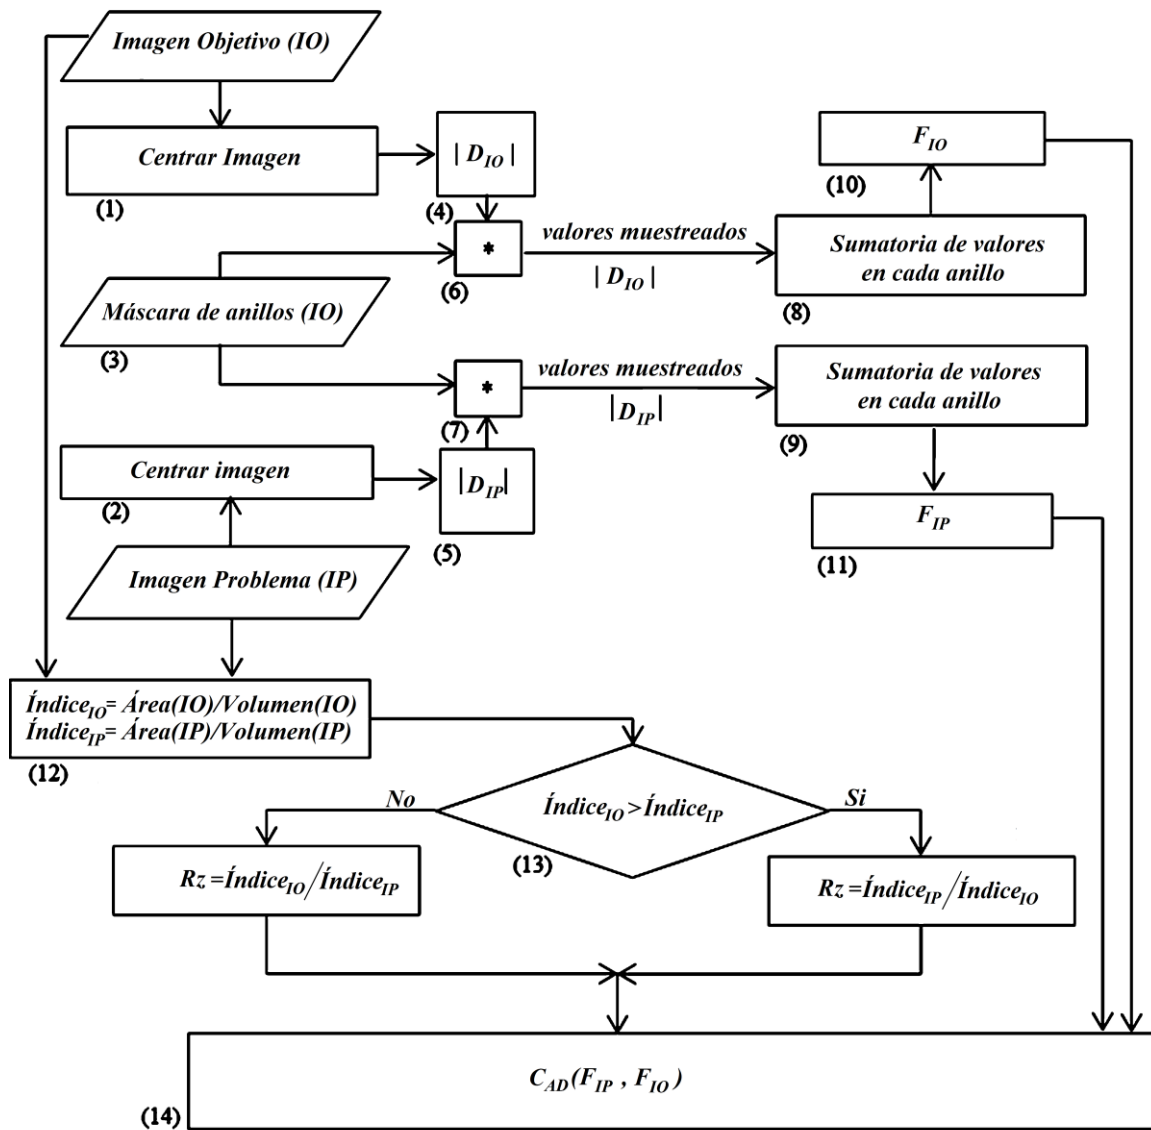 Imagen Objetivo (IO)
Centrar Imagen
(1)
| D_IO |
(4)
F_IO
(10)
*
(6)
valores muestreados
| D_IO |
Sumatoria de valores
en cada anillo
(8)
Máscara de anillos (IO)
(3)
*
(7)
valores muestreados
|D_IP|
Sumatoria de valores
en cada anillo
(9)
Centrar imagen
(2)
|D_IP|
(5)
F_IP
(11)
Imagen Problema (IP)
Índice_IO= Área(IO)/Volumen(IO)
Índice_IP= Área(IP)/Volumen(IP)
(12)
No
Índice_IO>Índice_IP
Si
(13)
Rz=Índice_IO/Índice_IP
Rz=Índice_IP/Índice_IO
C_AD(F_IP , F_IO)
(14)